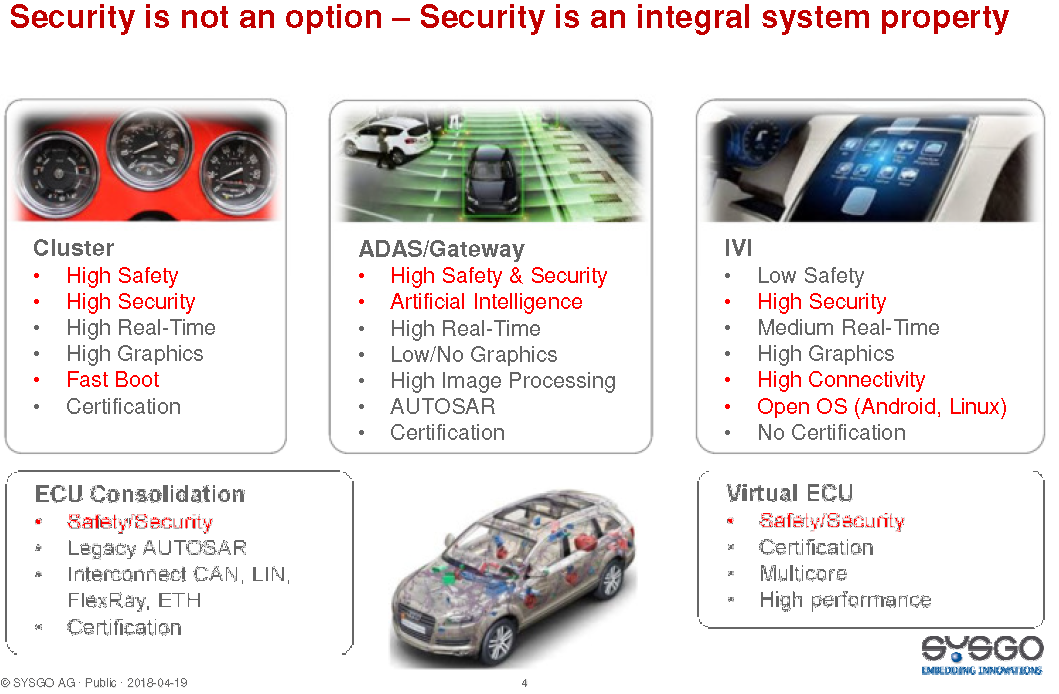 Security is not an option – Security is an integral system property
Cluster
• High Safety
• High Security
• High Real-Time
• High Graphics
• Fast Boot
• Certification
ADAS/Gateway
• High Safety & Security
• Artificial Intelligence
• High Real-Time
• Low/No Graphics
• High Image Processing
• AUTOSAR
• Certification
IVI
• Low Safety
• High Security
• Medium Real-Time
• High Graphics
• High Connectivity
• Open OS (Android, Linux)
• No Certification
ECU Consolidation
• Safety/Security
• Legacy AUTOSAR
• Interconnect CAN, LIN,
FlexRay, ETH
• Certification
Virtual ECU
• Safety/Security
• Certification
• Multicore
• High performance
SYSGO
EMBEDDING INNOVATIONS
© SYSGO AG · Public · 2018-04-19
4